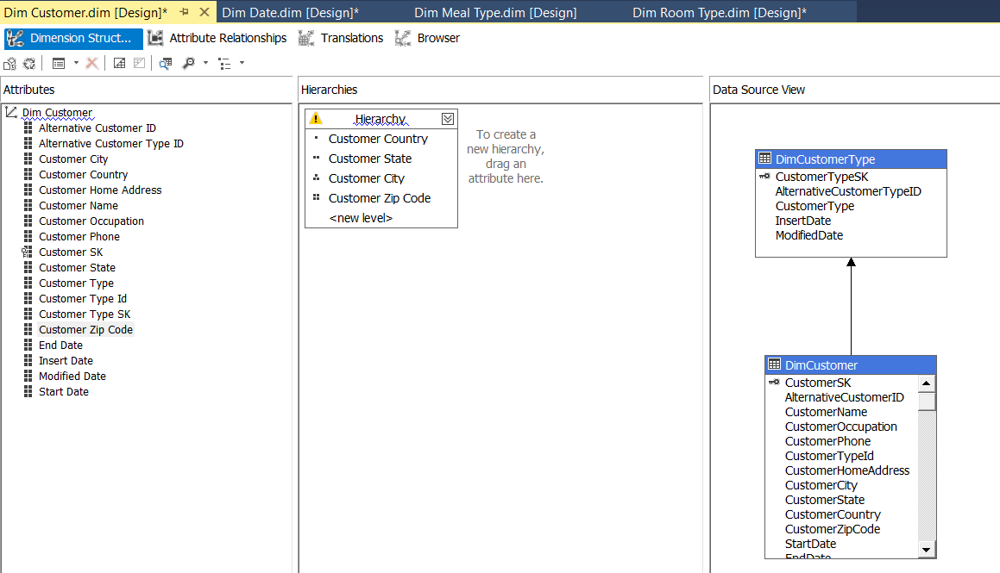 Dim Customer.dim [Design]*
Dim Date.dim [Design]*
Dim Meal Type.dim [Design]
Dim Room Type.dim [Design]*
Dimension Struct...
Attribute Relationships
Translations
Browser
Attributes
Dim Customer
Alternative Customer ID
Alternative Customer Type ID
Customer City
Customer Country
Customer Home Address
Customer Name
Customer Occupation
Customer Phone
Customer SK
Customer State
Customer Type
Customer Type Id
Customer Type SK
Customer Zip Code
End Date
Insert Date
Modified Date
Start Date
Hierarchies
Hierarchy
Customer Country
Customer State
Customer City
Customer Zip Code
<new level>
To create a
new hierarchy,
drag an
attribute here.
Data Source View
DimCustomerType
CustomerTypeSK
AlternativeCustomerTypeID
CustomerType
InsertDate
ModifiedDate
DimCustomer
CustomerSK
AlternativeCustomerID
CustomerName
CustomerOccupation
CustomerPhone
CustomerTypeId
CustomerHomeAddress
CustomerCity
CustomerState
CustomerCountry
CustomerZipCode
StartDate
EndDate